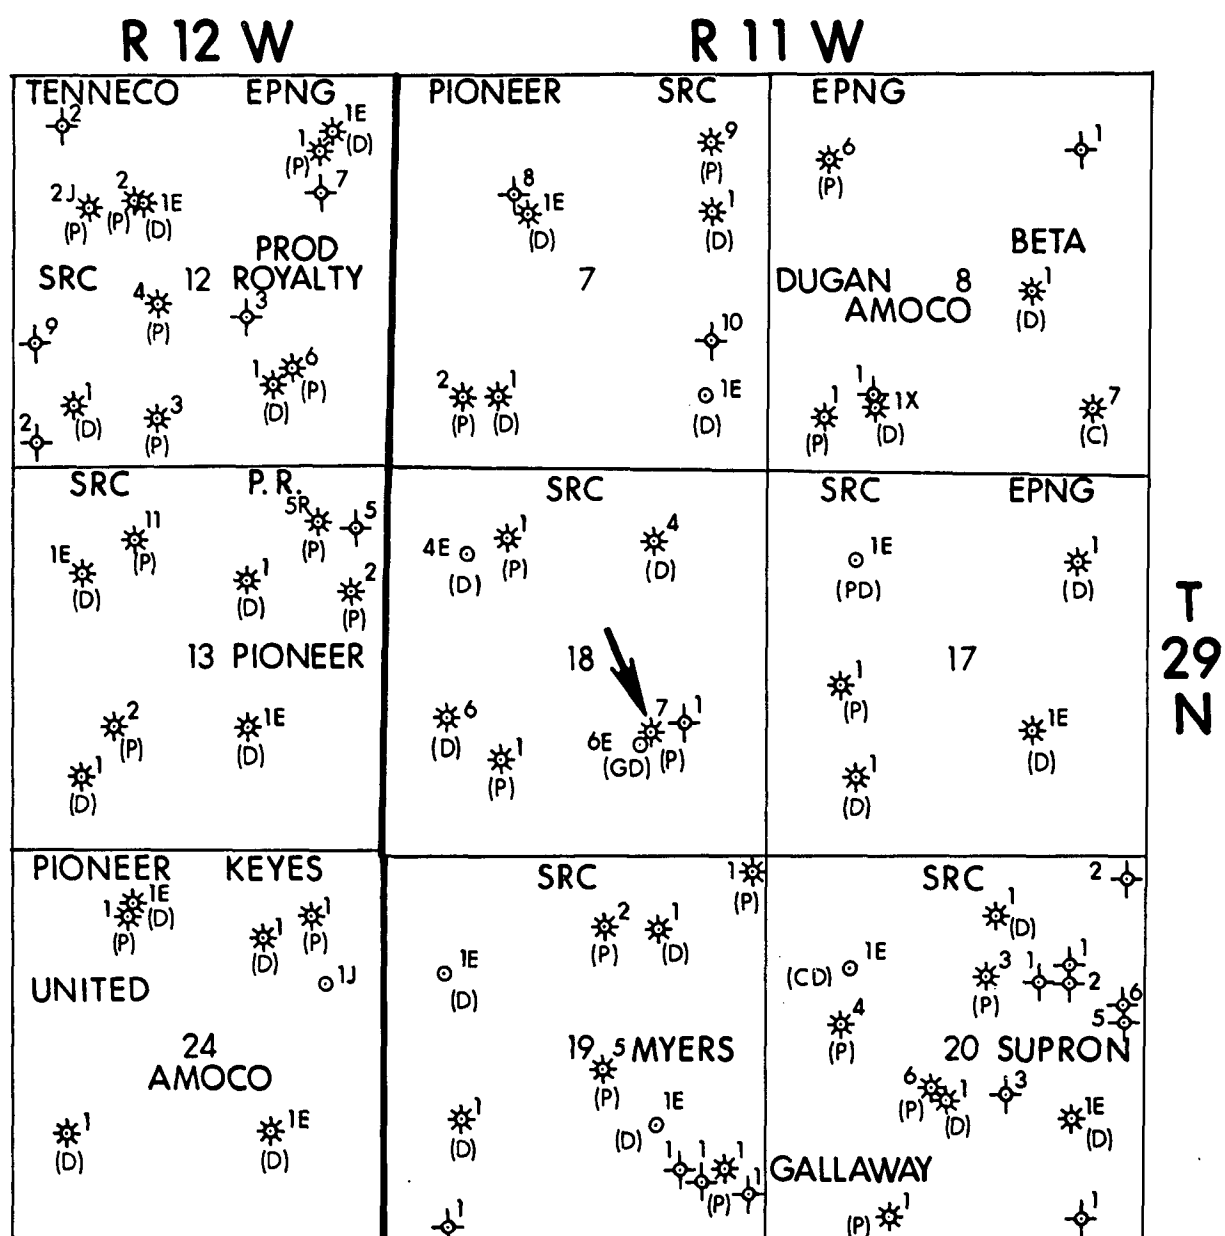 R 12 W
R 11 W
TENNECO EPNG
2
1E
(D)
1
(P)
7
2J
(P)
2
(P)
1E
(D)
PROD
SRC 12 ROYALTY
4
(P)
3
9
6
(P)
1
(D)
1
(D)
3
(P)
2
PIONEER SRC
9
(P)
8
1E
(D)
1
(D)
7
10
2
(P)
1
(D)
1E
(D)
EPNG
6
(P)
1
BETA
DUGAN 8
AMOCO
1
(D)
1
1X
(D)
1
(P)
7
(C)
SRC P.R.
5R
(P)
5
11
(P)
1E
(D)
1
(D)
2
(P)
13 PIONEER
2
(P)
1E
(D)
1
(D)
SRC
4E
(D)
1
(P)
4
(D)
18
6
(D)
7
(P)
1
6E
(GD)
1
(P)
SRC EPNG
1E
(PD)
1
(D)
17
1
(P)
1E
(D)
1
(D)
T
29
N
PIONEER KEYES
1E
(D)
1
(P)
1
(D)
1
(P)
1J
UNITED
24
AMOCO
1
(D)
1E
(D)
SRC
1
(P)
2
(P)
1
(D)
1E
(D)
19 MYERS
5
(P)
1
(D)
1E
(D)
1
1
1
(P)
1
1
SRC
2
1
(D)
1E
(CD)
3
(P)
1
1
2
6
5
4
(P)
20 SUPRON
6
(P)
1
(D)
3
1E
(D)
GALLAWAY
1
(P)
1